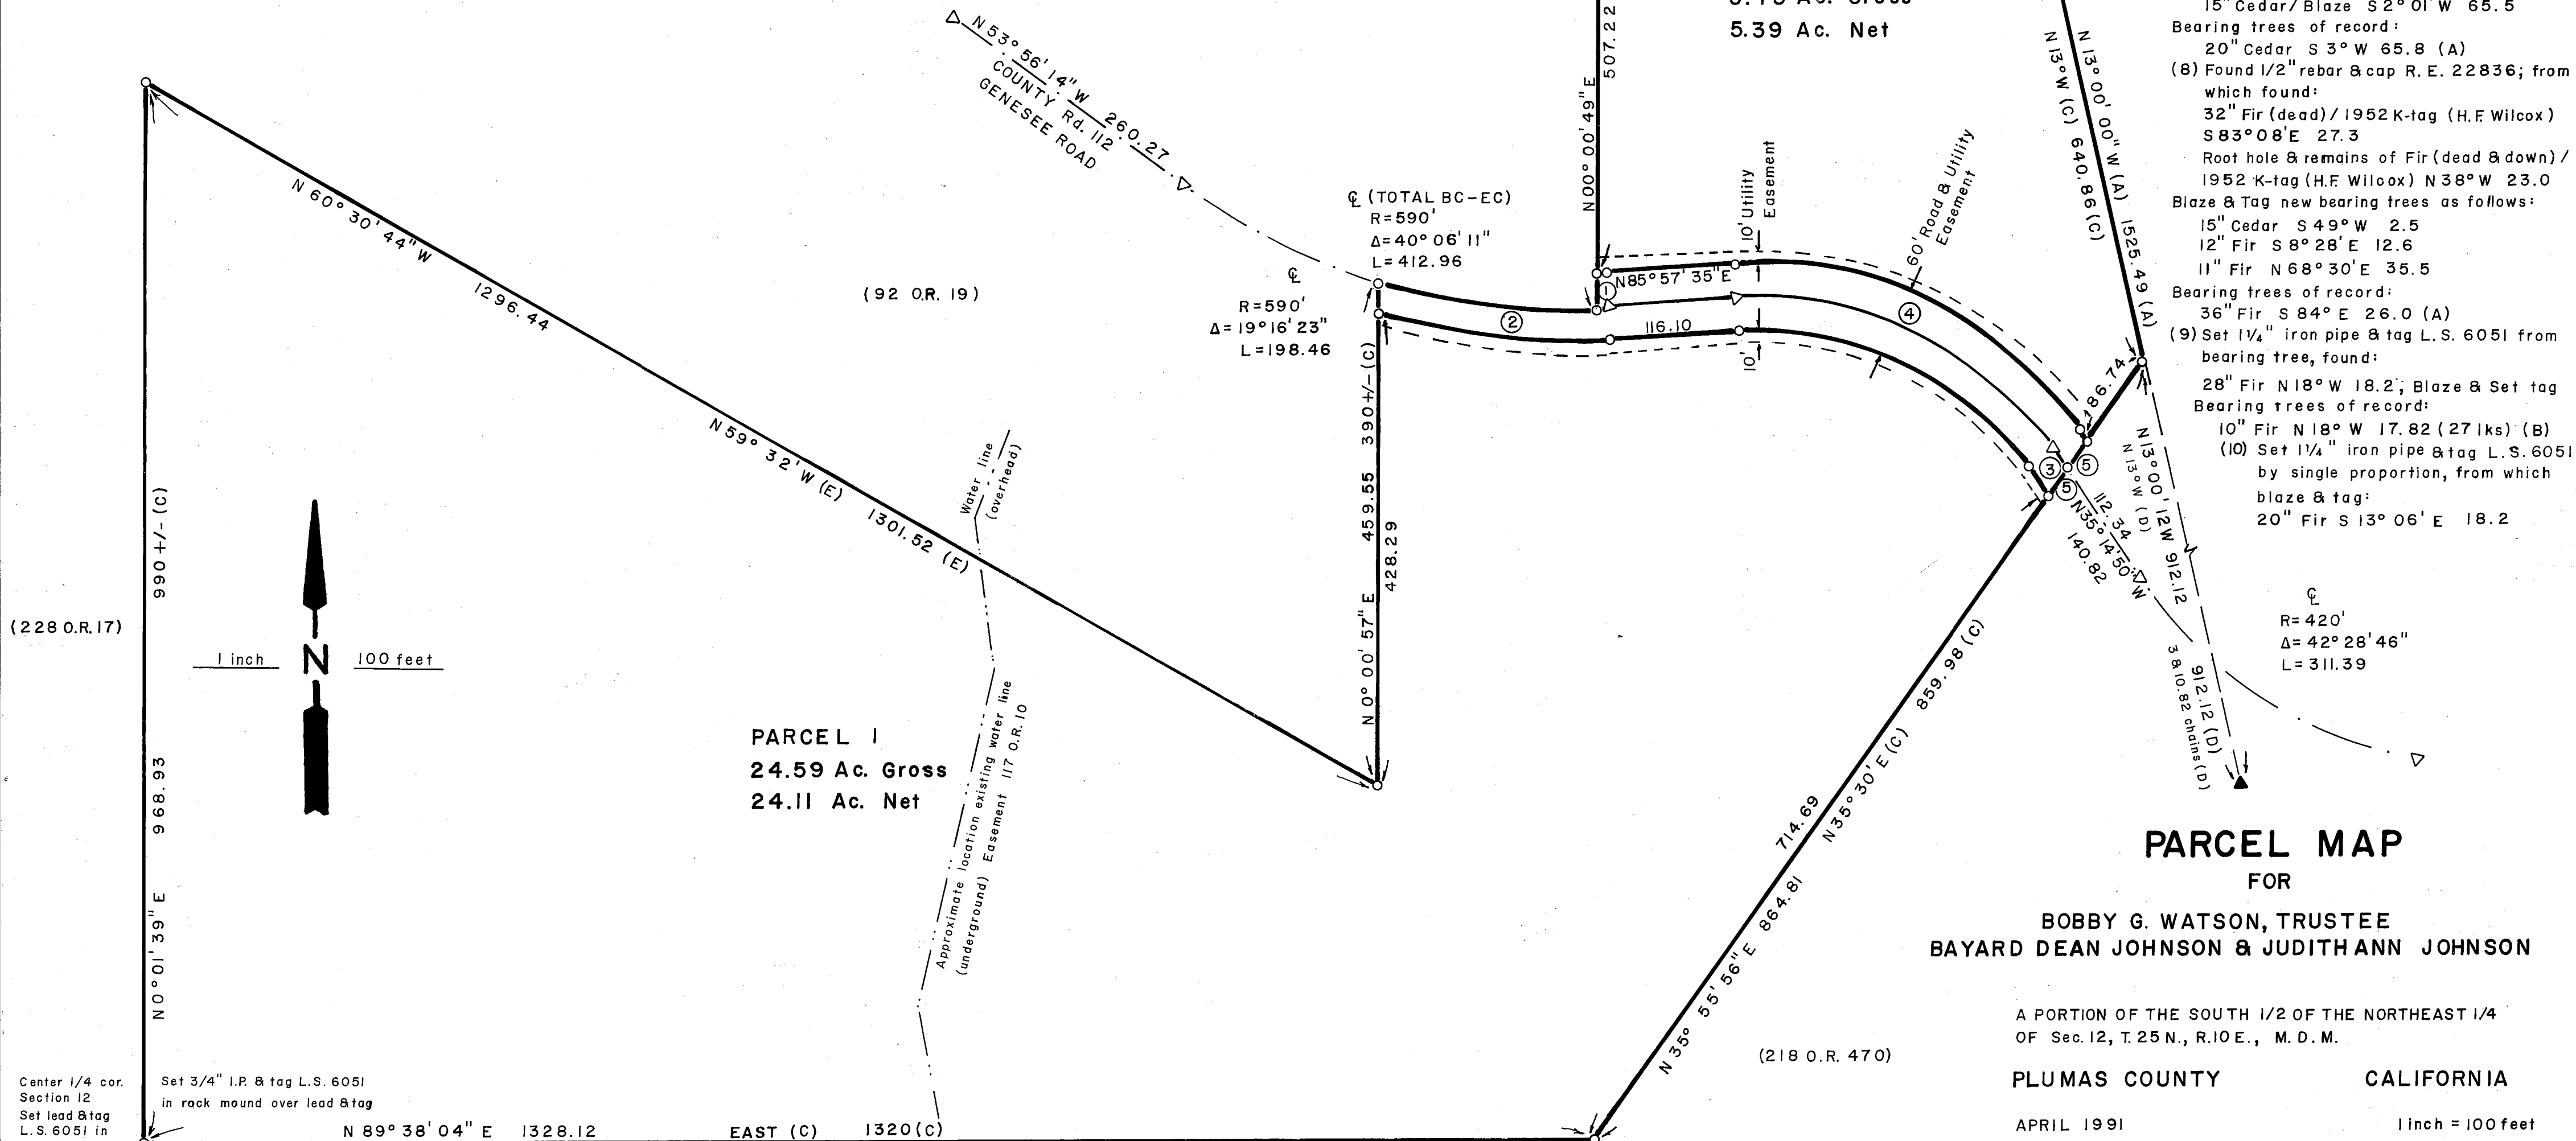 5.39 Ac. Net
507.22
N00°00'49"E
N 53°56'14"W 260.27
COUNTY Rd. 112
GENESEE ROAD
N 13°00'00"W (A) 1525.49 (A)
N 13°W (C) 640.86 (C)
15" Cedar/Blaze S 2°01'W 65.5
Bearing trees of record:
20" Cedar S 3°W 65.8 (A)
(8) Found 1/2" rebar & cap R.E. 22836; from
which found:
32" Fir (dead) / 1952 K-tag (H.F. Wilcox)
S 83°08'E 27.3
Root hole & remains of Fir (dead & down) /
1952 K-tag (H.F. Wilcox) N 38°W 23.0
Blaze & Tag new bearing trees as follows:
15" Cedar S 49°W 2.5
12" Fir S 8°28'E 12.6
11" Fir N 68°30'E 35.5
Bearing trees of record:
36" Fir S 84°E 26.0 (A)
(9) Set 1 1/4" iron pipe & tag L.S. 6051 from
bearing tree, found:
28" Fir N 18°W 18.2; Blaze & Set tag
Bearing trees of record:
10" Fir N 18°W 17.82 (27 lks) (B)
(10) Set 1 1/4" iron pipe & tag L.S. 6051
by single proportion, from which
blaze & tag:
20" Fir S 13°06'E 18.2
N 60°30'44"W
1296.44
N 59°32'W (E)
1301.52 (E)
(92 O.R. 19)
℄ (TOTAL BC-EC)
R=590'
Δ=40°06'11"
L=412.96
℄
R=590'
Δ=19°16'23"
L=198.46
10' Utility
Easement
60' Road & Utility
Easement
N85°57'35"E
1
2
116.10
10'
4
186.74
3
5
5
112.34
N35°14'50"W
140.82
N13°00'12W 912.12
N 13°W (D)
912.12 (D)
3 & 10.82 chains (D)
℄
R=420'
Δ=42°28'46"
L=311.39
Water line
(overhead)
N 0°00'57"E 459.55 390+/-(C)
428.29
990+/-(C)
968.93
N0°01'39"E
(228 O.R. 17)
1 inch N 100 feet
PARCEL 1
24.59 Ac. Gross
24.11 Ac. Net
Approximate location existing water line
(underground) Easement 117 O.R. 10
714.69
N 35°30'E (C) 859.98 (C)
N 35° 55'56"E 864.81
(218 O.R. 470)
PARCEL MAP
FOR
BOBBY G. WATSON, TRUSTEE
BAYARD DEAN JOHNSON & JUDITH ANN JOHNSON
A PORTION OF THE SOUTH 1/2 OF THE NORTHEAST 1/4
OF Sec. 12, T. 25 N., R.10 E., M. D. M.
PLUMAS COUNTY CALIFORNIA
APRIL 1991 1 inch = 100 feet
Center 1/4 cor.
Section 12
Set lead & tag
L.S. 6051 in
Set 3/4" I.P. & tag L.S. 6051
in rock mound over lead & tag
N 89°38'04" E 1328.12 EAST (C) 1320 (C)